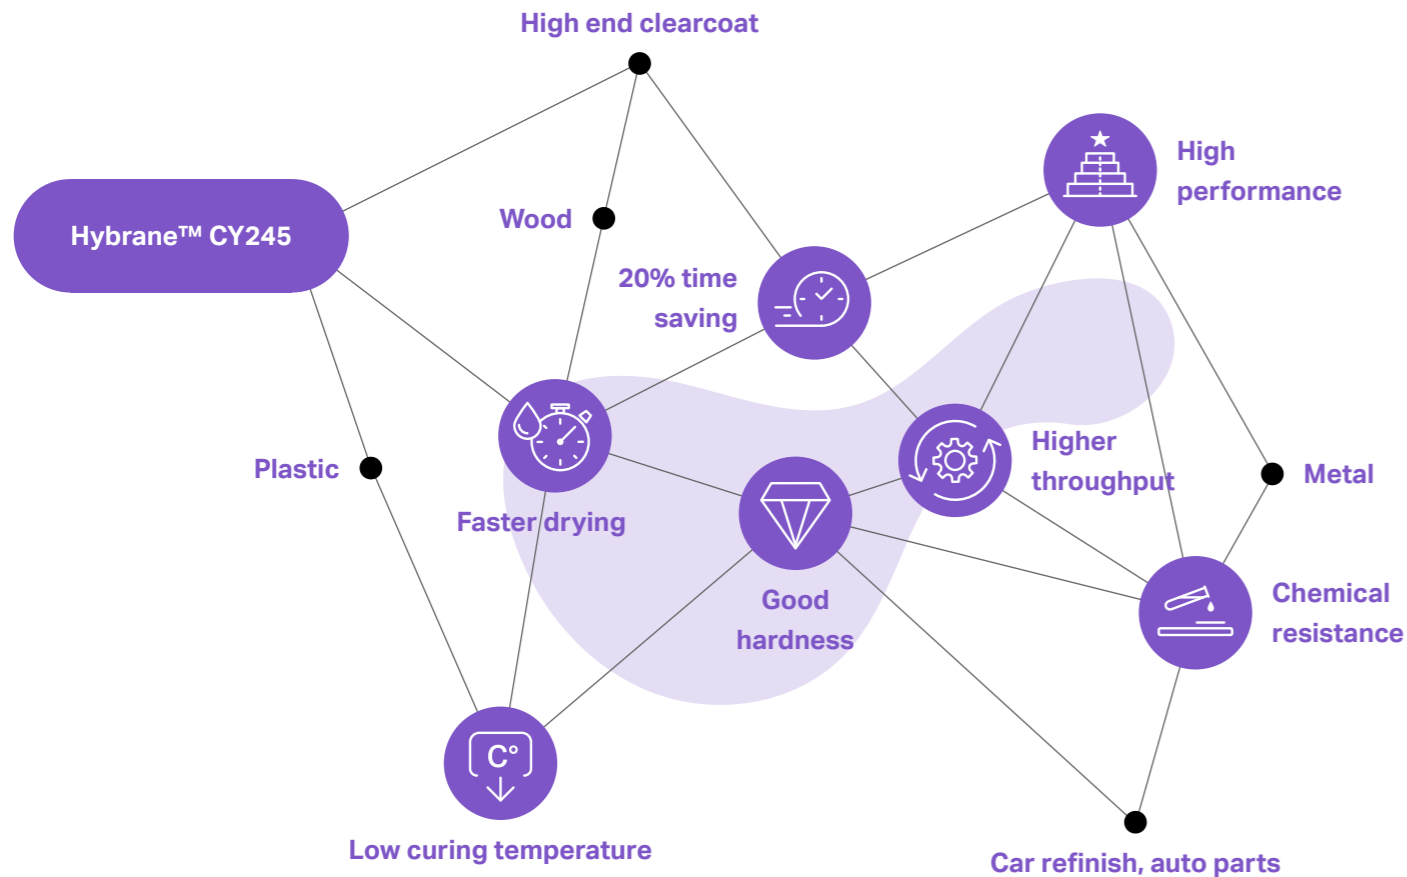 High end clearcoat
High
performance
Hybrane™ CY245
Wood
20% time
saving
Higher
throughput
Plastic
Metal
Faster drying
Good
hardness
Chemical
resistance
C°
Low curing temperature
Car refinish, auto parts